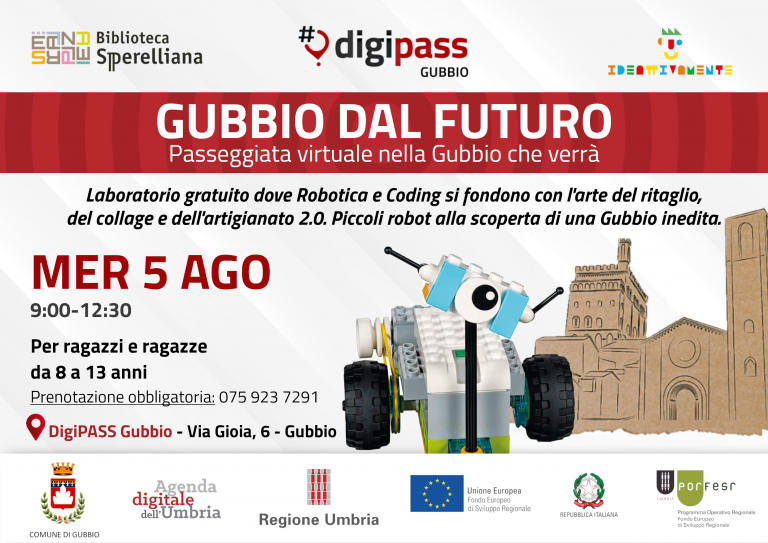 Biblioteca
Sperelliana
#digipass
GUBBIO
IDEATTIVAMENTE
GUBBIO DAL FUTURO
Passeggiata virtuale nella Gubbio che verrà
Laboratorio gratuito dove Robotica e Coding si fondono con l'arte del ritaglio,
del collage e dell'artigianato 2.0. Piccoli robot alla scoperta di una Gubbio inedita.
MER 5 AGO
9:00-12:30
Per ragazzi e ragazze
da 8 a 13 anni
Prenotazione obbligatoria: 075 923 7291
DigiPASS Gubbio - Via Gioia, 6 - Gubbio
COMUNE DI GUBBIO
Agenda
digitale
dell'Umbria
Regione Umbria
Unione Europea
Fondo Europeo
di Sviluppo Regionale
REPUBBLICA ITALIANA
UMBRIA
porfesr
Programma Operativo Regionale
Fondo Europeo
di Sviluppo Regionale